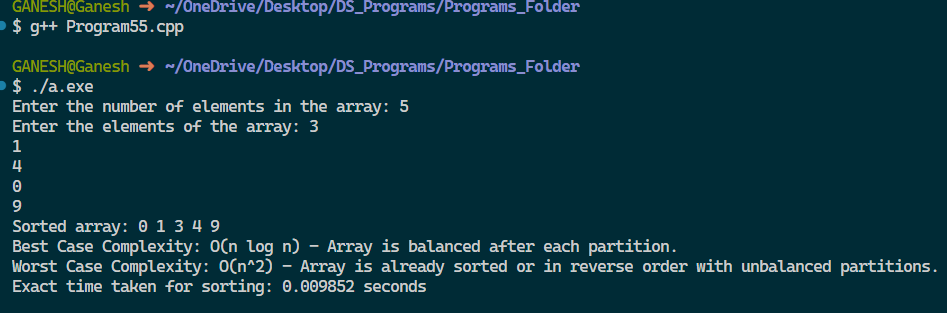 GANESH@Ganesh ➜ ~/OneDrive/Desktop/DS_Programs/Programs_Folder
$ g++ Program55.cpp
GANESH@Ganesh ➜ ~/OneDrive/Desktop/DS_Programs/Programs_Folder
$ ./a.exe
Enter the number of elements in the array: 5
Enter the elements of the array: 3
1
4
0
9
Sorted array: 0 1 3 4 9
Best Case Complexity: O(n log n) - Array is balanced after each partition.
Worst Case Complexity: O(n^2) - Array is already sorted or in reverse order with unbalanced partitions.
Exact time taken for sorting: 0.009852 seconds